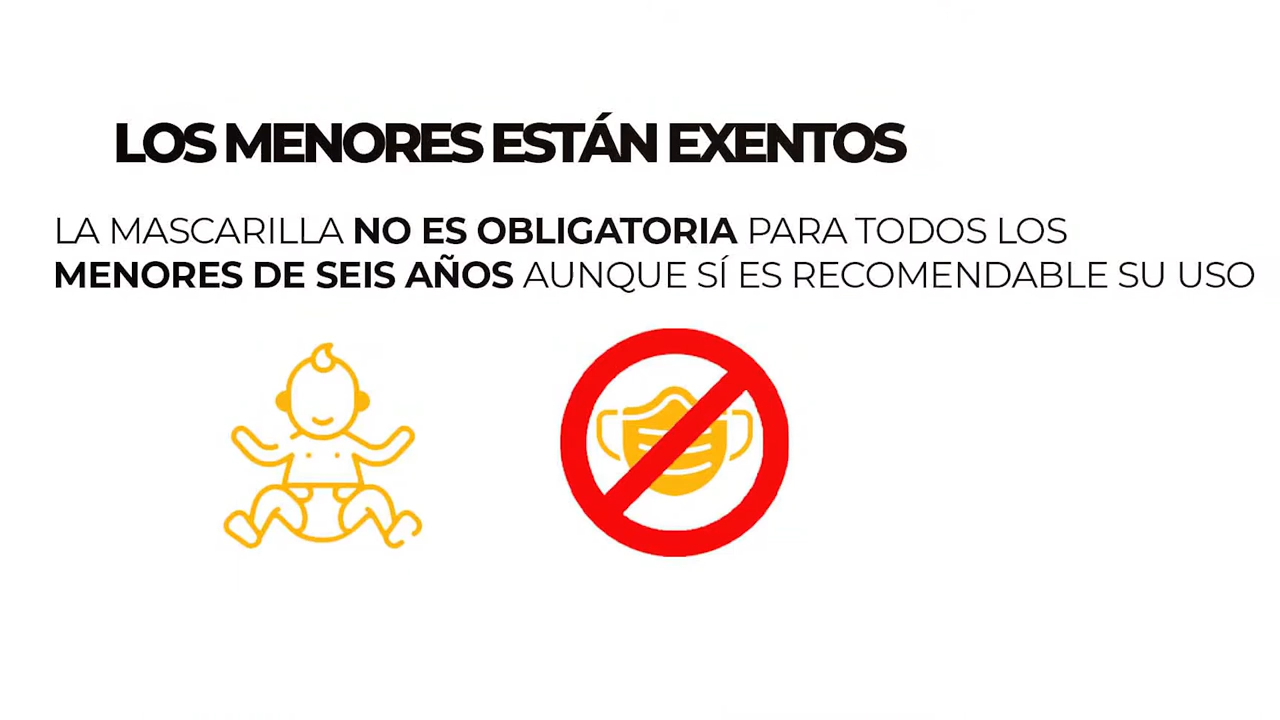 LOS MENORES ESTÁN EXENTOS
LA MASCARILLA NO ES OBLIGATORIA PARA TODOS LOS
MENORES DE SEIS AÑOS AUNQUE SÍ ES RECOMENDABLE SU USO